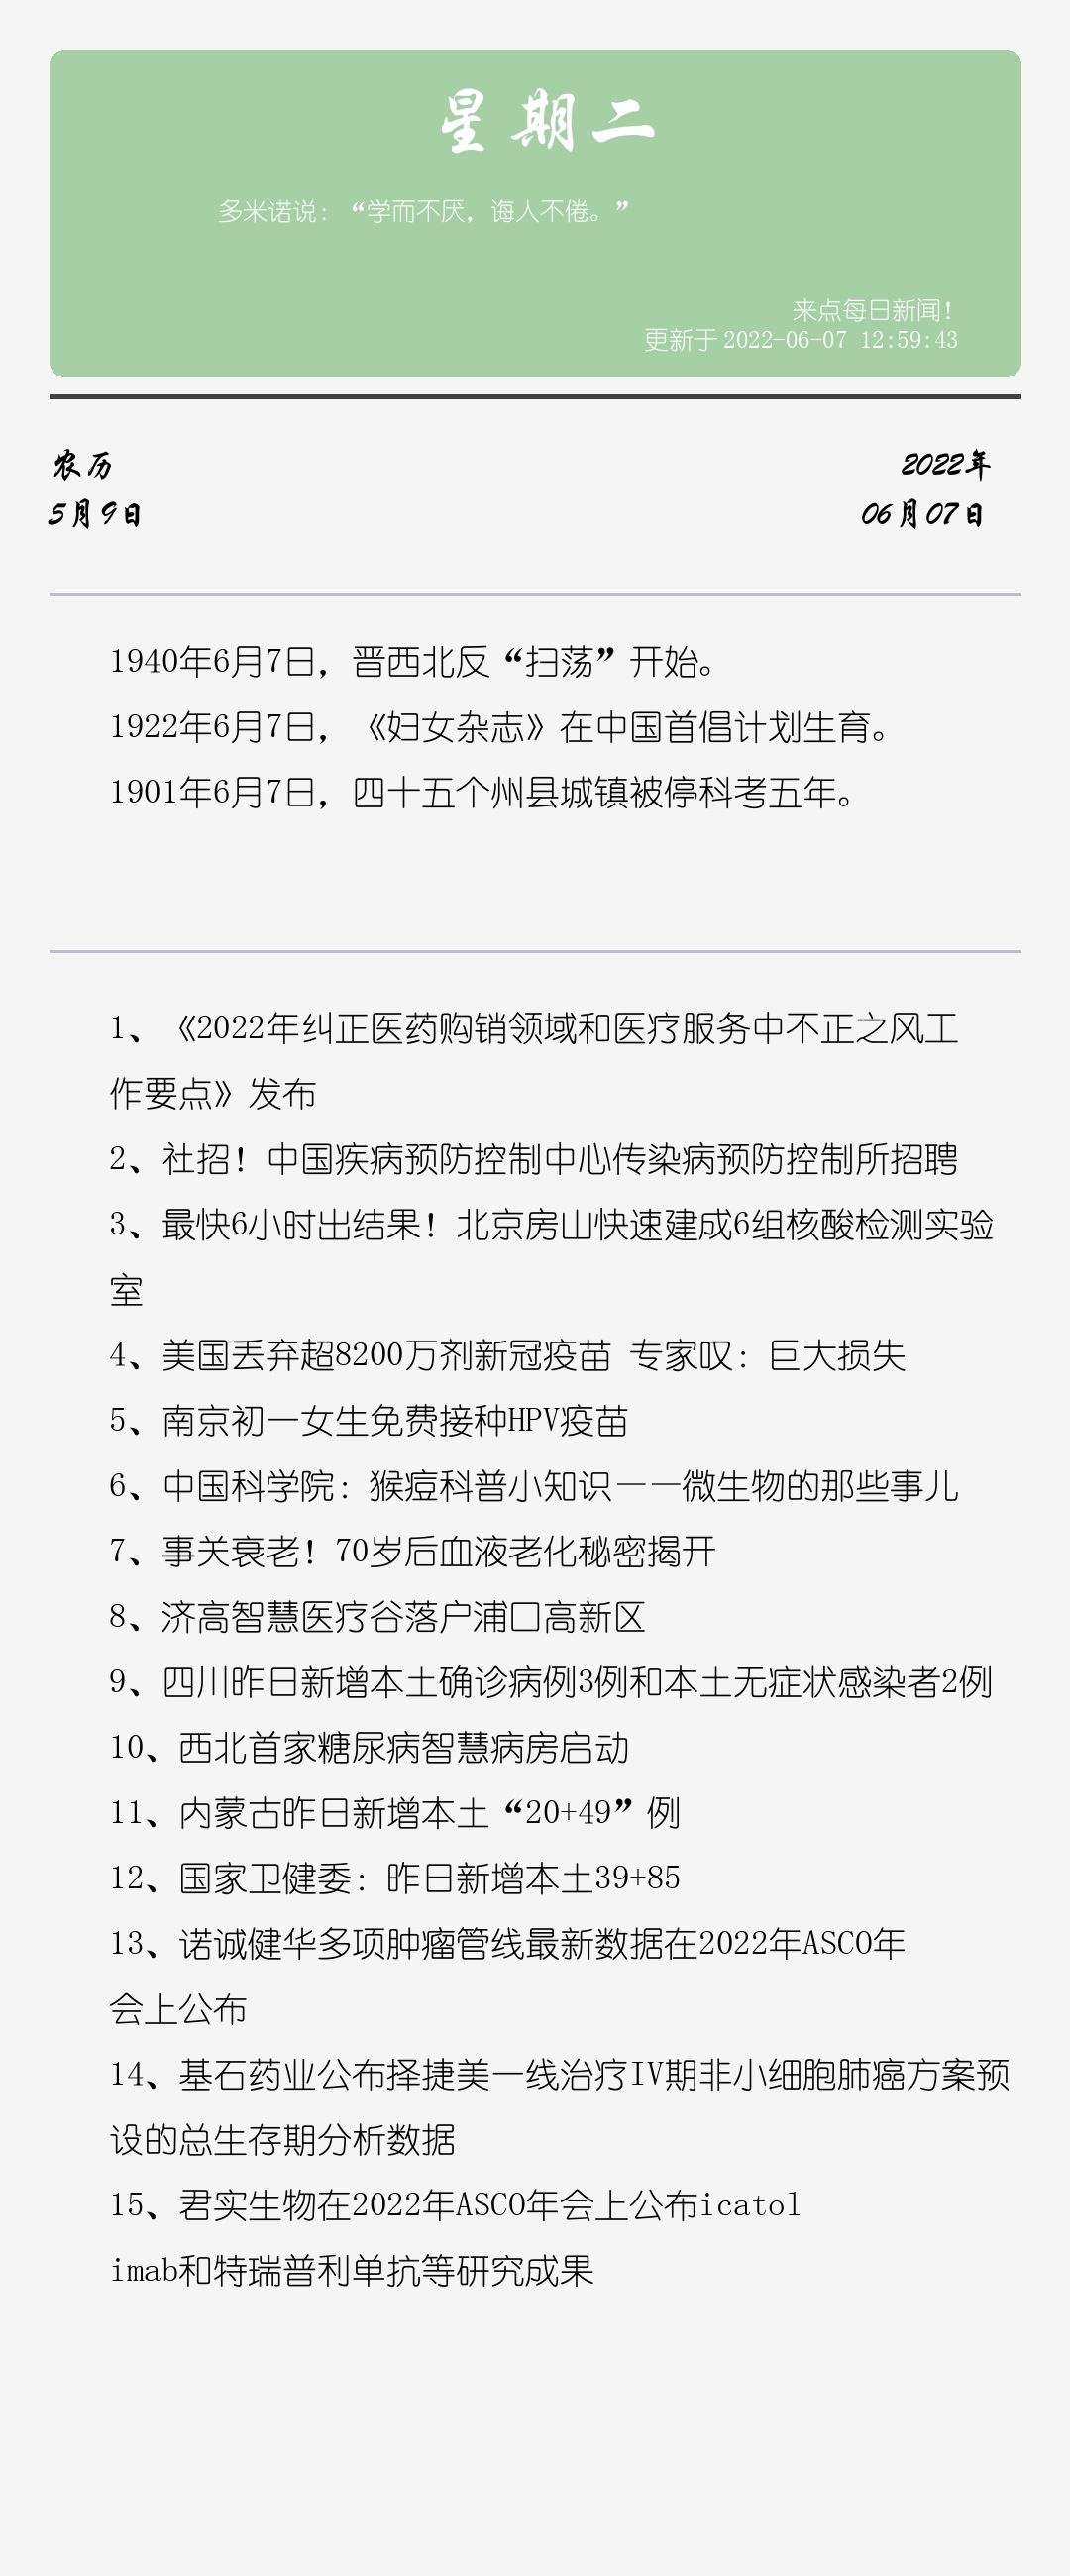 星期二
多米诺说：“学而不厌，诲人不倦。”
来点每日新闻！
更新于2022-06-07 12:59:43
农历
2022年
5月9日
06月07日
1940年6月7日，晋西北反“扫荡”开始。
1922年6月7日，《妇女杂志》在中国首倡计划生育。
1901年6月7日，四十五个州县城镇被停科考五年。
1、《2022年纠正医药购销领域和医疗服务中不正之风工
作要点》发布
2、社招！中国疾病预防控制中心传染病预防控制所招聘
3、最快6小时出结果！北京房山快速建成6组核酸检测实验
室
4、美国丢弃超8200万剂新冠疫苗 专家叹：巨大损失
5、南京初一女生免费接种HPV疫苗
6、中国科学院：猴痘科普小知识——微生物的那些事儿
7、事关衰老！70岁后血液老化秘密揭开
8、济高智慧医疗谷落户浦口高新区
9、四川昨日新增本土确诊病例3例和本土无症状感染者2例
10、西北首家糖尿病智慧病房启动
11、内蒙古昨日新增本土“20+49”例
12、国家卫健委：昨日新增本土39+85
13、诺诚健华多项肿瘤管线最新数据在2022年ASCO年
会上公布
14、基石药业公布择捷美一线治疗IV期非小细胞肺癌方案预
设的总生存期分析数据
15、君实生物在2022年ASCO年会上公布icatol
imab和特瑞普利单抗等研究成果